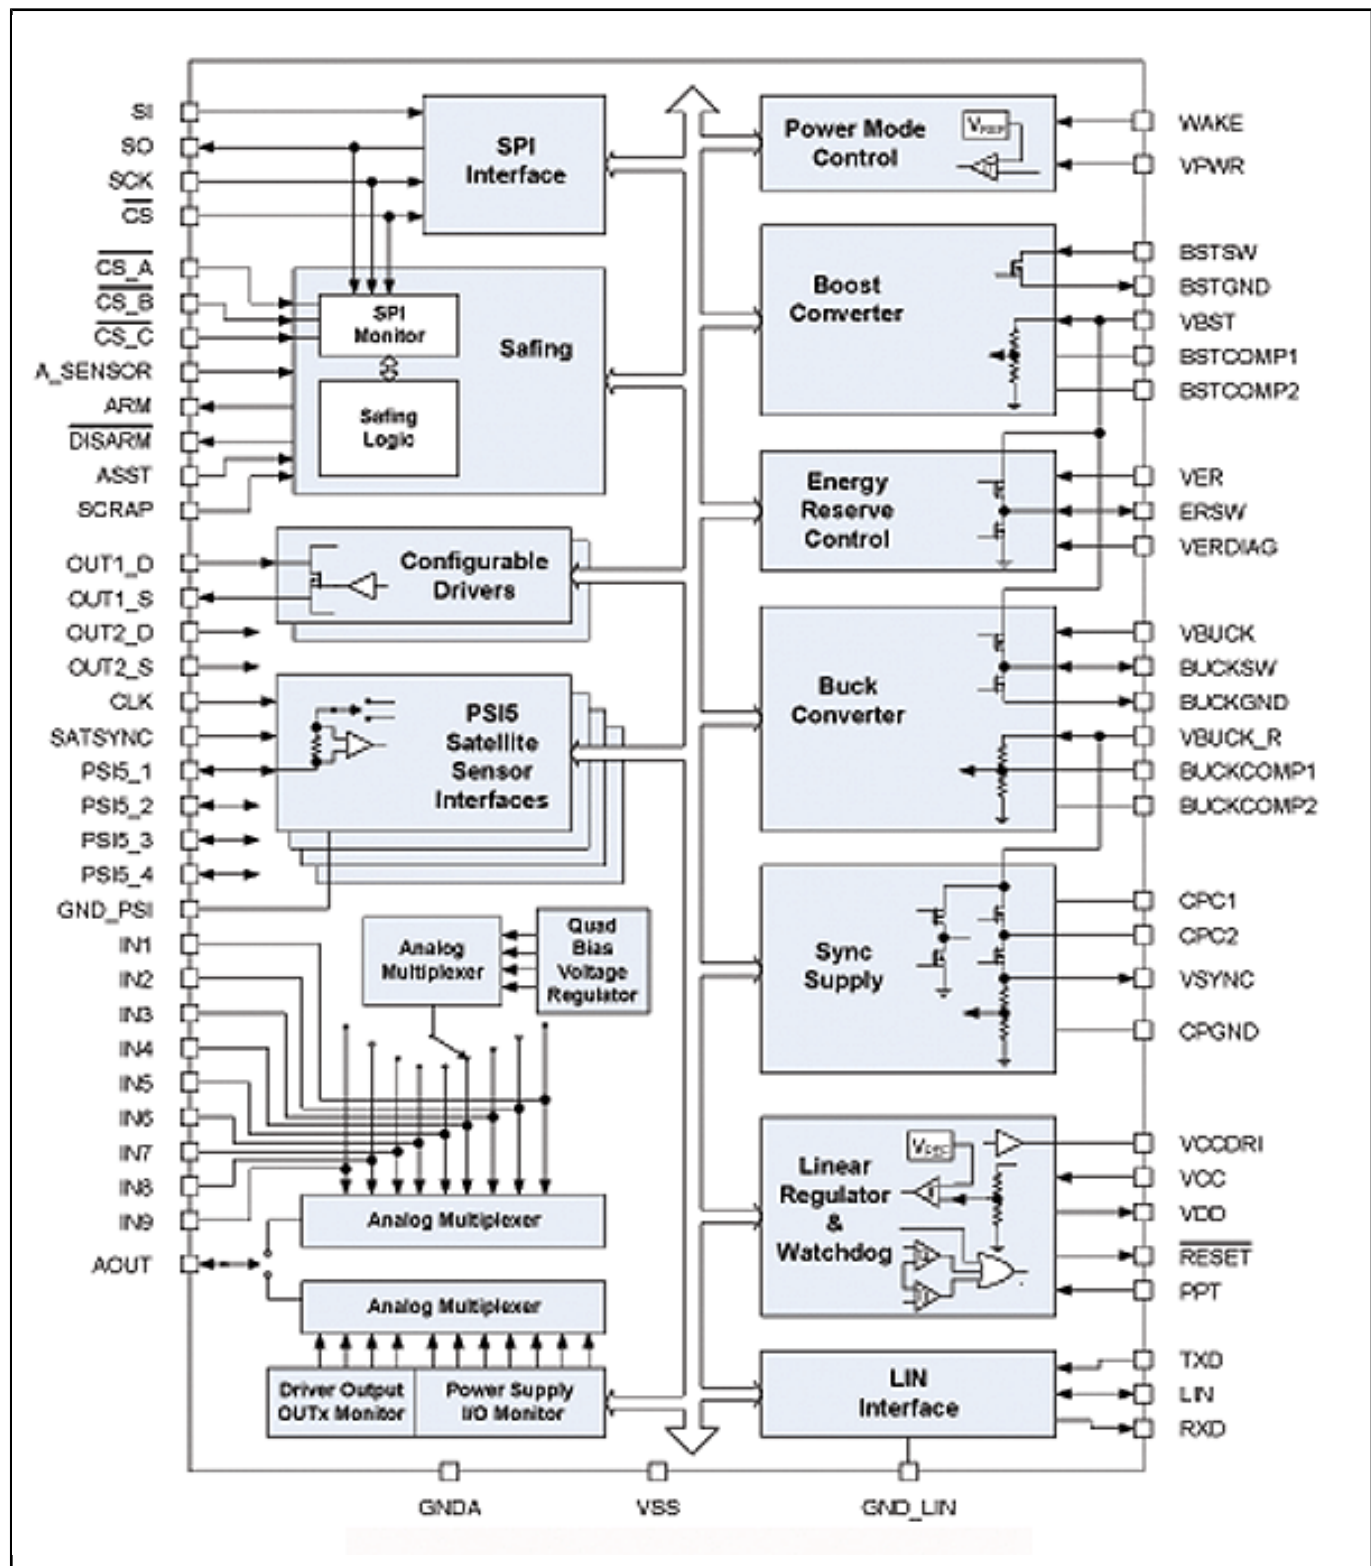 SI
SO
SCK
CS
CS_A
CS_B
CS_C
A_SENSOR
ARM
DISARM
ASST
SCRAP
OUT1_D
OUT1_S
OUT2_D
OUT2_S
CLK
SATSYNC
PSI5_1
PSI5_2
PSI5_3
PSI5_4
GND_PSI
IN1
IN2
IN3
IN4
IN5
IN6
IN7
IN8
IN9
AOUT
SPI
Interface
SPI
Monitor
Safing
Safing
Logic
Configurable
Drivers
PSI5
Satellite
Sensor
Interfaces
Analog
Multiplexer
Quad
Bias
Voltage
Regulator
Analog Multiplexer
Analog Multiplexer
Driver Output
OUTx Monitor
Power Supply
I/O Monitor
Power Mode
Control
Boost
Converter
Energy
Reserve
Control
Buck
Converter
Sync
Supply
Linear
Regulator
&
Watchdog
LIN
Interface
WAKE
VPWR
BSTSW
BSTGND
VBST
BSTCOMP1
BSTCOMP2
VER
ERSW
VERDIAG
VBUCK
BUCKSW
BUCKGND
VBUCK_R
BUCKCOMP1
BUCKCOMP2
CPC1
CPC2
VSYNC
CPGND
VCCDRI
VCC
VDD
RESET
PPT
TXD
LIN
RXD
GNDA
VSS
GND_LIN